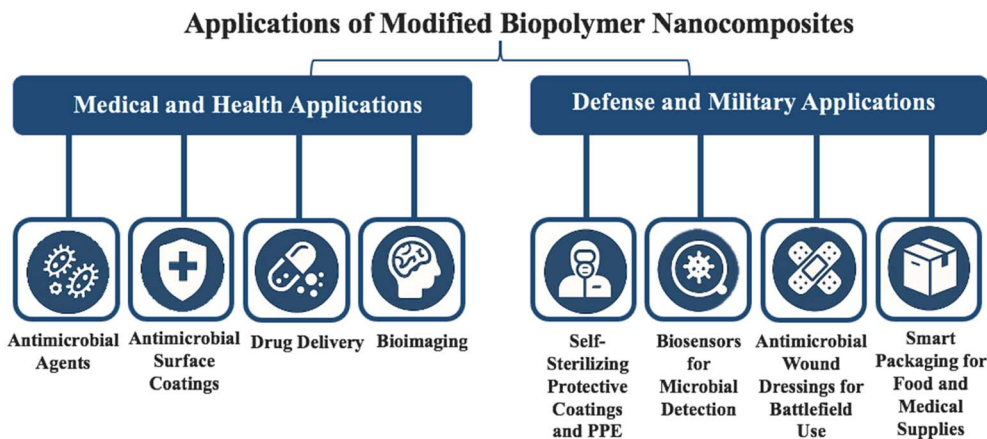 Applications of Modified Biopolymer Nanocomposites
Medical and Health Applications
Defense and Military Applications
Antimicrobial
Agents
Antimicrobial
Surface
Coatings
Drug Delivery
Bioimaging
Self-
Sterilizing
Protective
Coatings
and PPE
Biosensors
for
Microbial
Detection
Antimicrobial
Wound
Dressings for
Battlefield
Use
Smart
Packaging for
Food and
Medical
Supplies